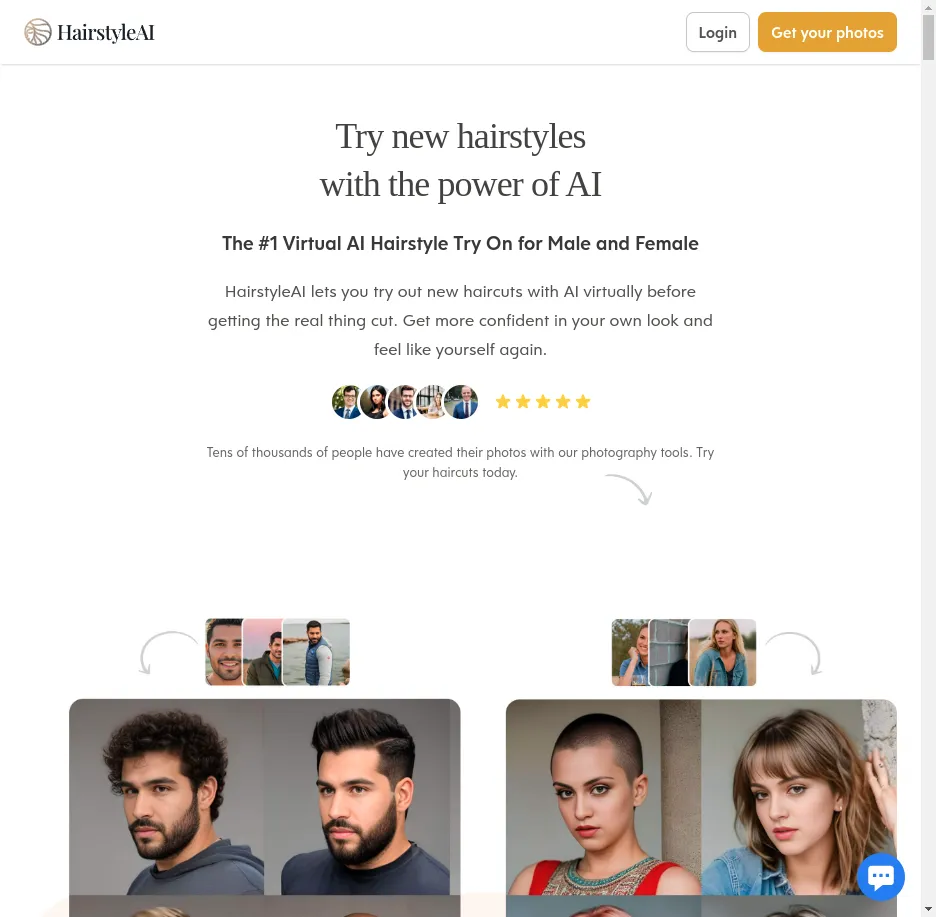 HairstyleAI
Login
Get your photos
Try new hairstyles
with the power of AI
The #1 Virtual AI Hairstyle Try On for Male and Female
HairstyleAI lets you try out new haircuts with AI virtually before
getting the real thing cut. Get more confident in your own look and
feel like yourself again.
Tens of thousands of people have created their photos with our photography tools. Try
your haircuts today.